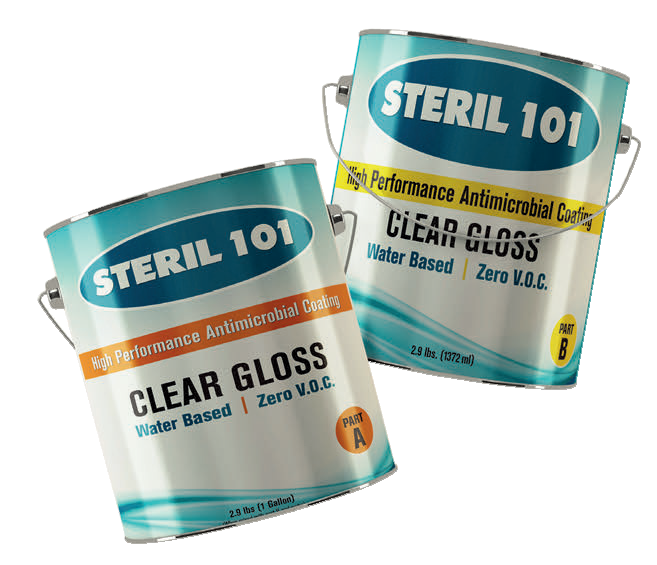 STERIL 101
High Performance Antimicrobial Coating
CLEAR GLOSS
Water Based | Zero V.O.C.
PART
A
2.9 lbs (1 Gallon)
STERIL 101
High Performance Antimicrobial Coating
CLEAR GLOSS
Water Based | Zero V.O.C.
PART
B
2.9 lbs. (1372 ml)